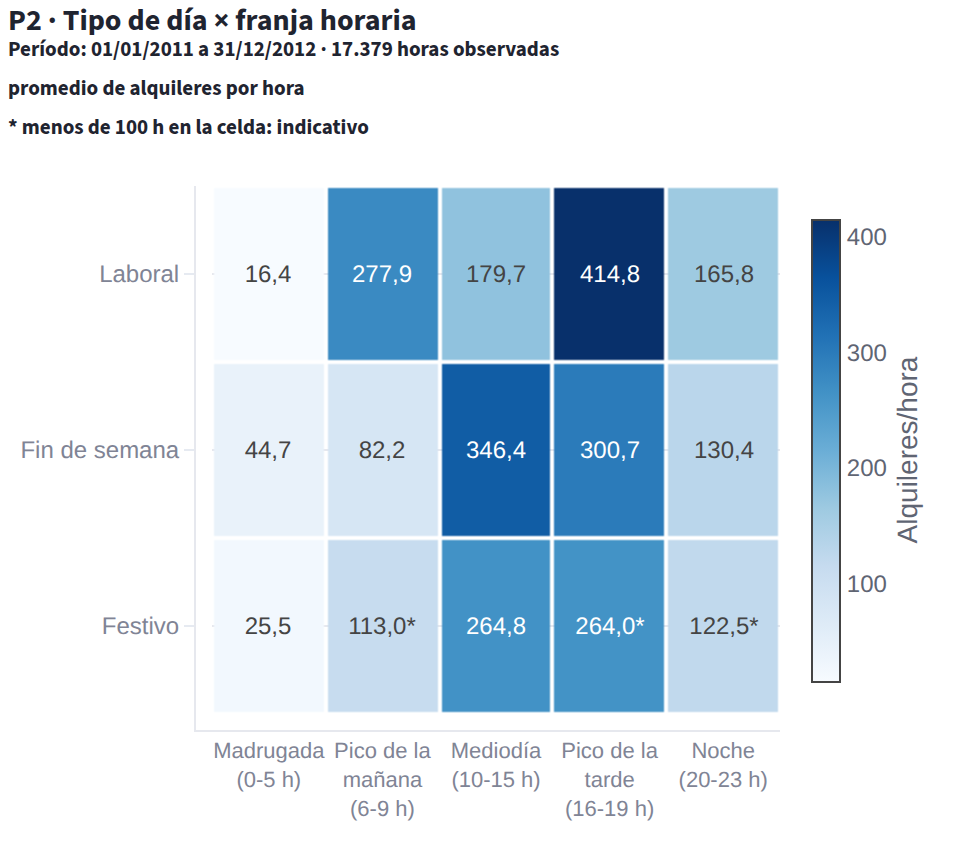 P2 · Tipo de día × franja horaria
Período: 01/01/2011 a 31/12/2012 · 17.379 horas observadas
promedio de alquileres por hora
* menos de 100 h en la celda: indicativo
Laboral
16,4
277,9
179,7
414,8
165,8
Fin de semana
44,7
82,2
346,4
300,7
130,4
Festivo
25,5
113,0*
264,8
264,0*
122,5*
Madrugada
(0-5 h)
Pico de la
mañana
(6-9 h)
Mediodía
(10-15 h)
Pico de la
tarde
(16-19 h)
Noche
(20-23 h)
400
300
200
100
Alquileres/hora